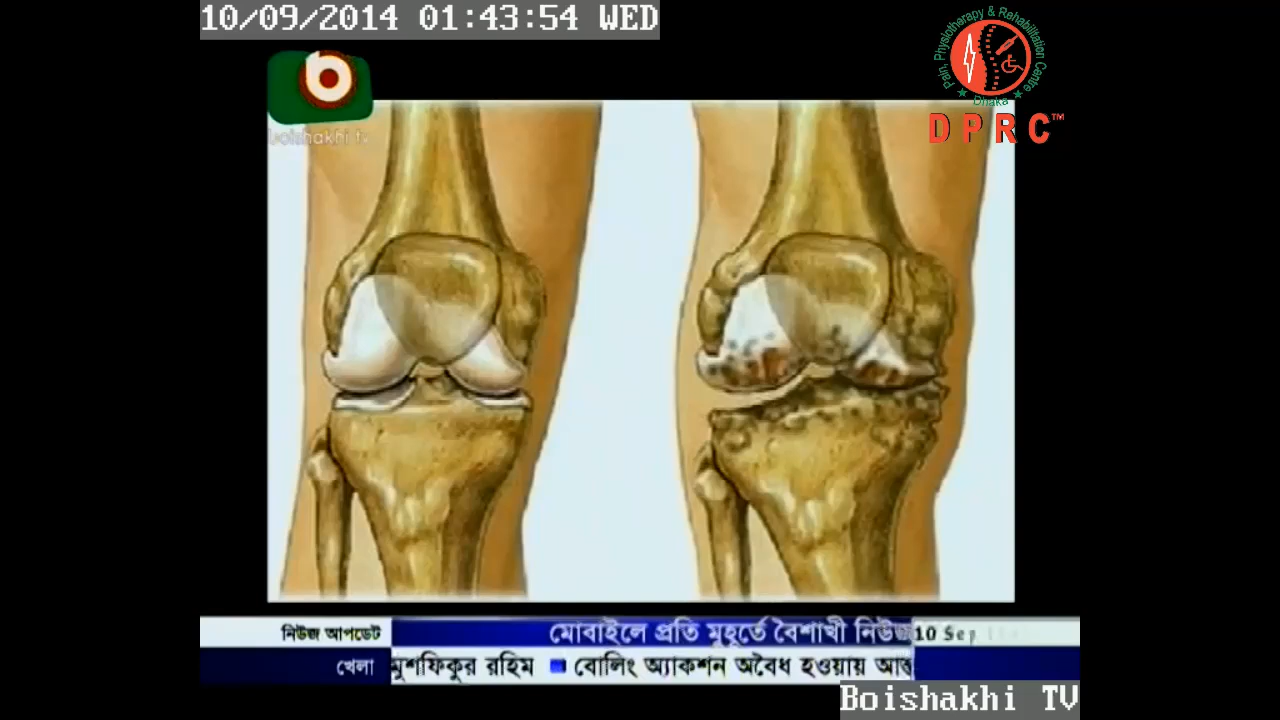 10/09/2014 01:43:54 WED
boishakhi tv
Pain, Physiotherapy & Rehabilitation Centre
Dhaka
DPRC™
নিউজ আপডেট
মোবাইলে প্রতি মূহূর্তে বৈশাখী নিউজ
10 Sep
খেলা
মুশফিকুর রহিম
বোলিং অ্যাকশন অবৈধ হওয়ায়
Boishakhi TV